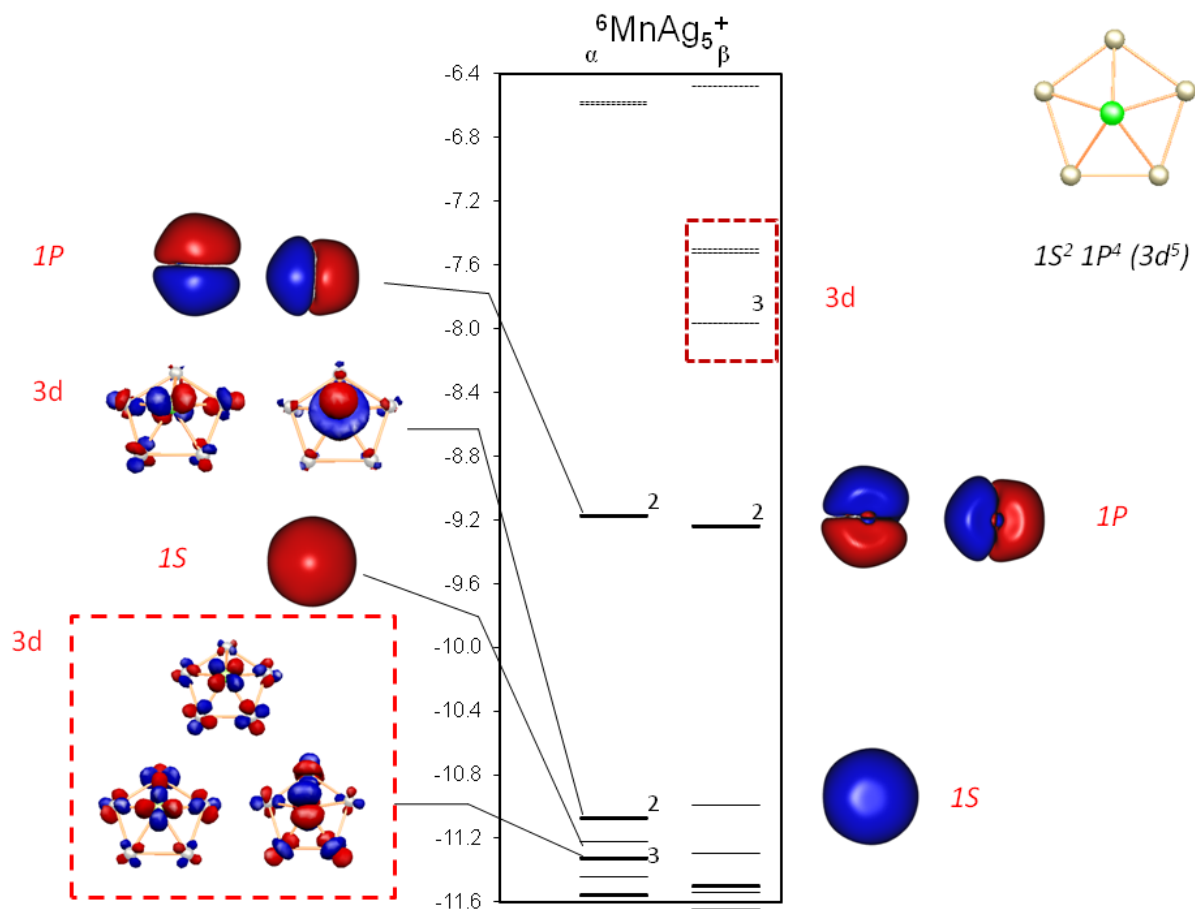 ⁶MnAg₅⁺
α
β
-6.4
-6.8
-7.2
-7.6
-8.0
-8.4
-8.8
-9.2
-9.6
-10.0
-10.4
-10.8
-11.2
-11.6
1P
3d
1S
3d
2
2
3
3
2
3d
1P
1S
1S² 1P⁴ (3d⁵)